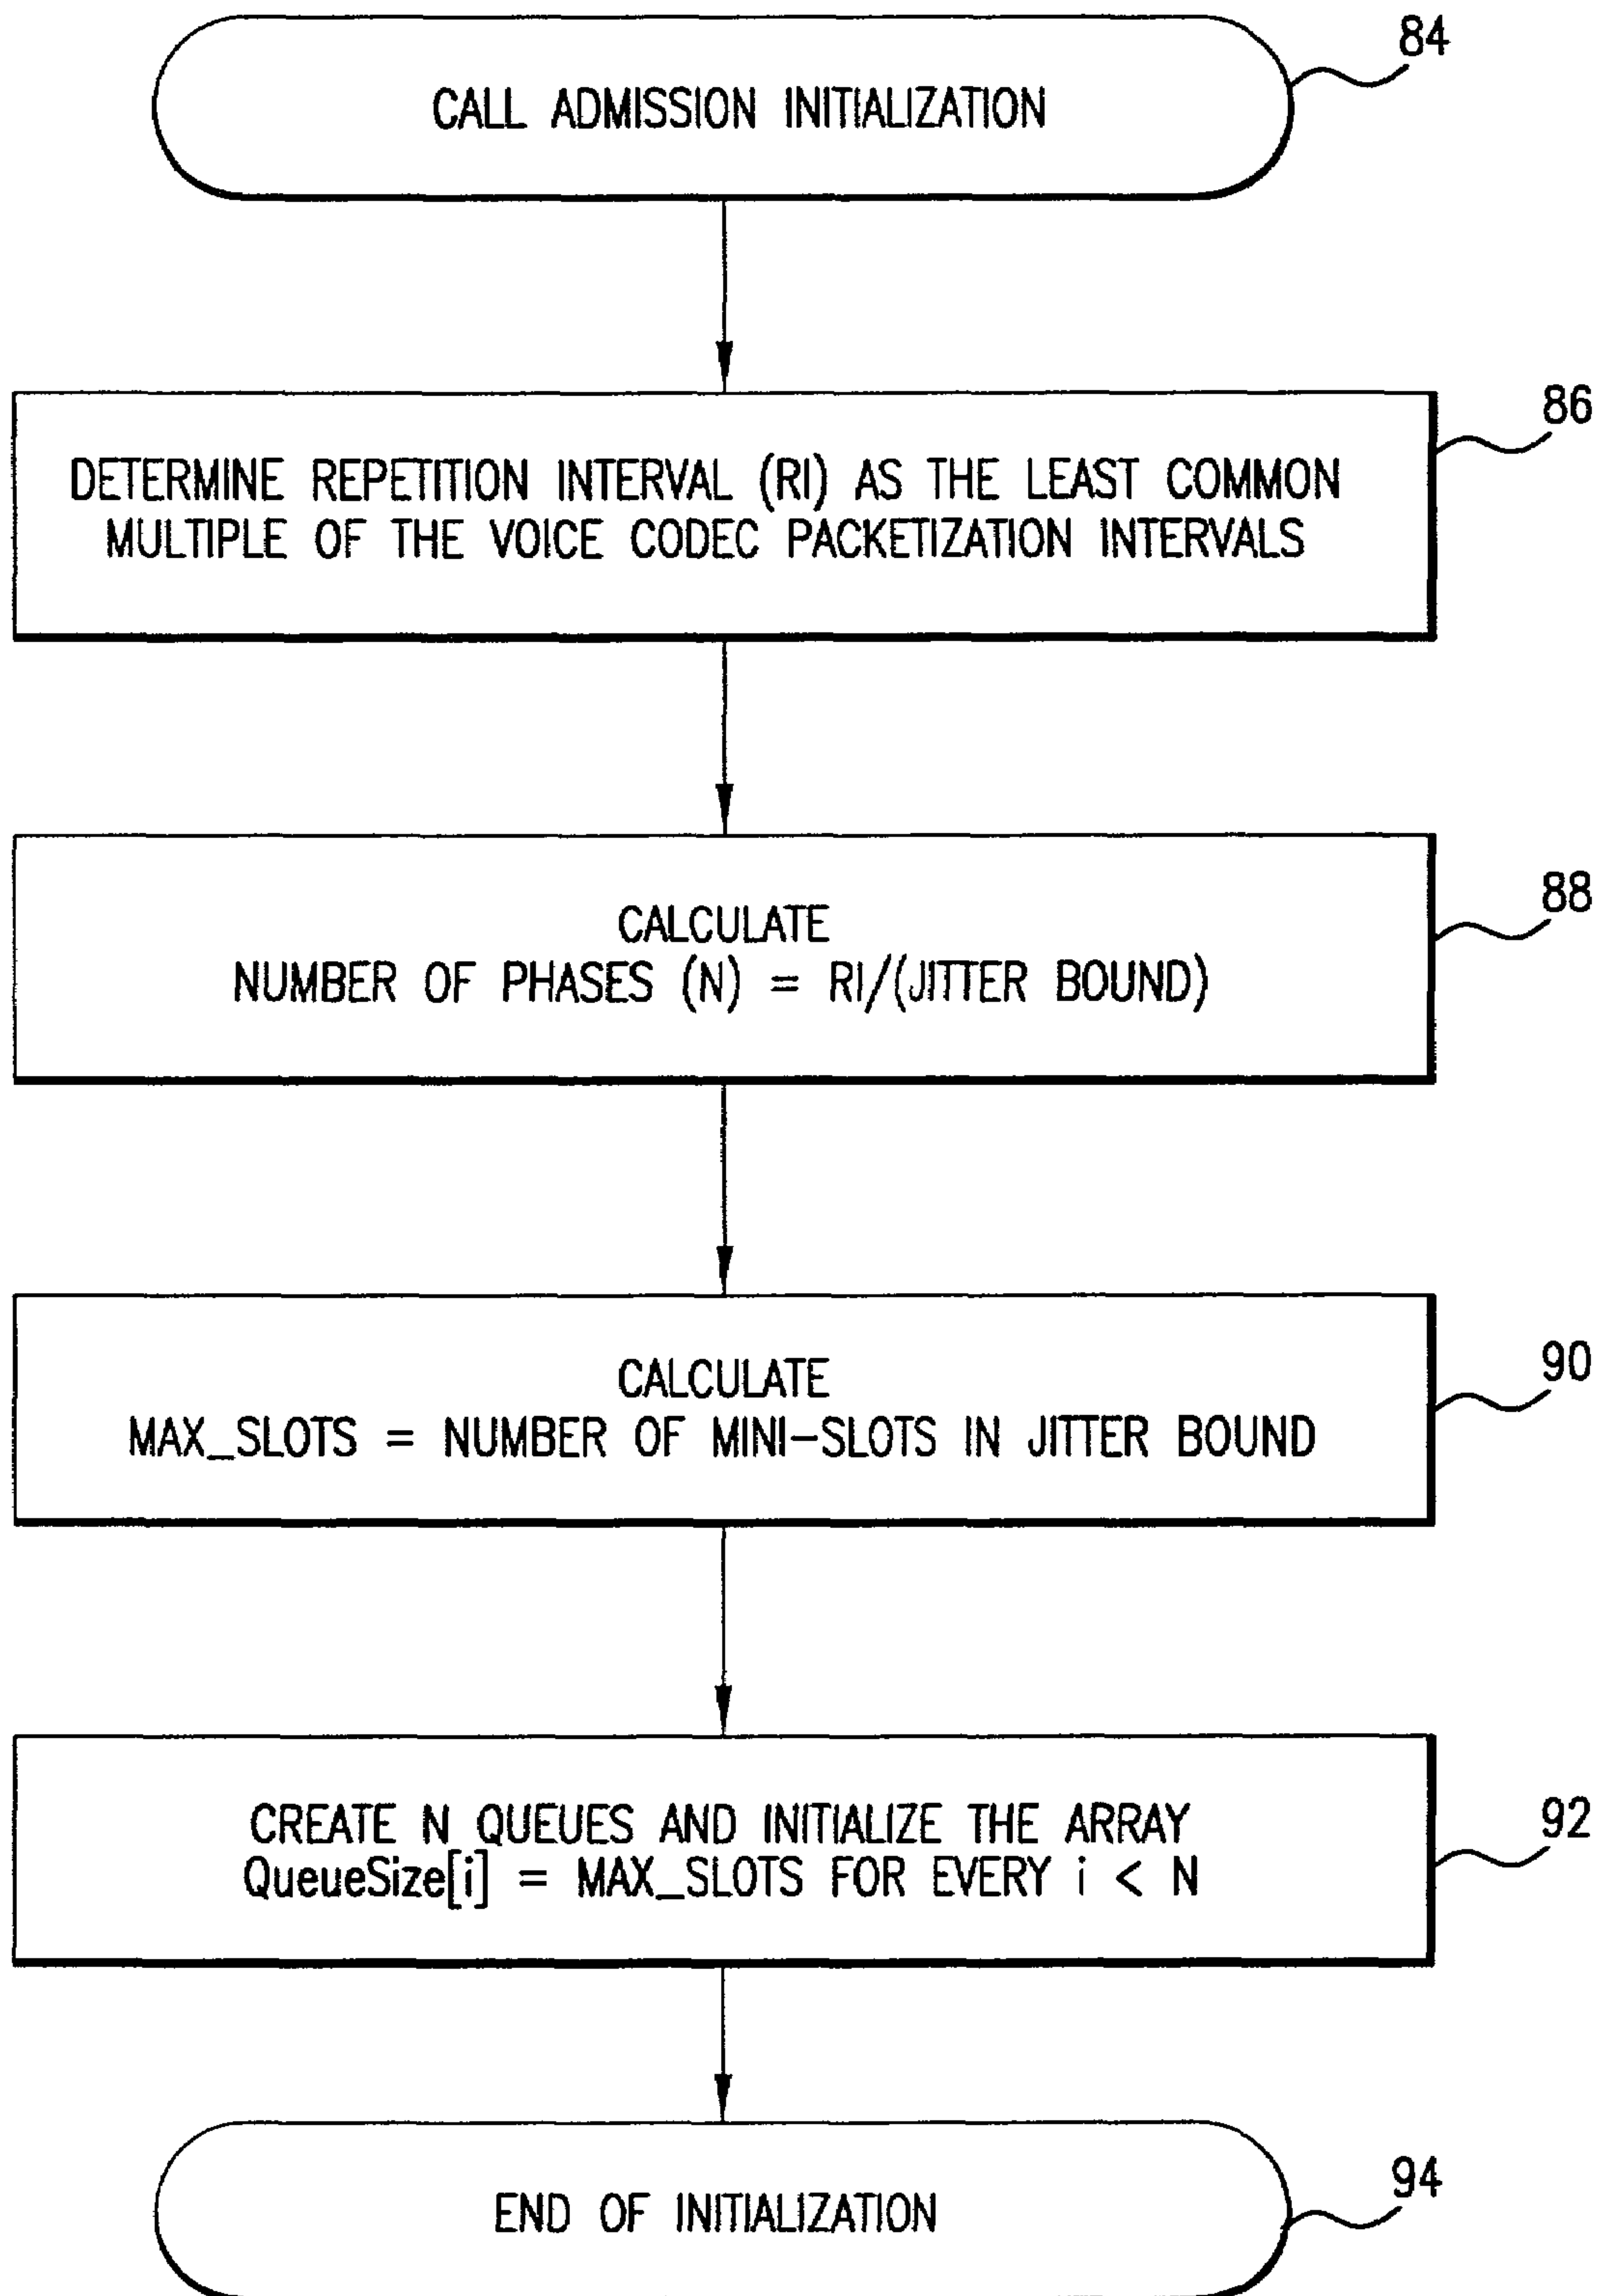 84
CALL ADMISSION INITIALIZATION
86
DETERMINE REPETITION INTERVAL (RI) AS THE LEAST COMMON
MULTIPLE OF THE VOICE CODEC PACKETIZATION INTERVALS
88
CALCULATE
NUMBER OF PHASES (N) = RI/(JITTER BOUND)
90
CALCULATE
MAX_SLOTS = NUMBER OF MINI-SLOTS IN JITTER BOUND
92
CREATE N QUEUES AND INITIALIZE THE ARRAY
QueueSize[i] = MAX_SLOTS FOR EVERY i < N
94
END OF INITIALIZATION